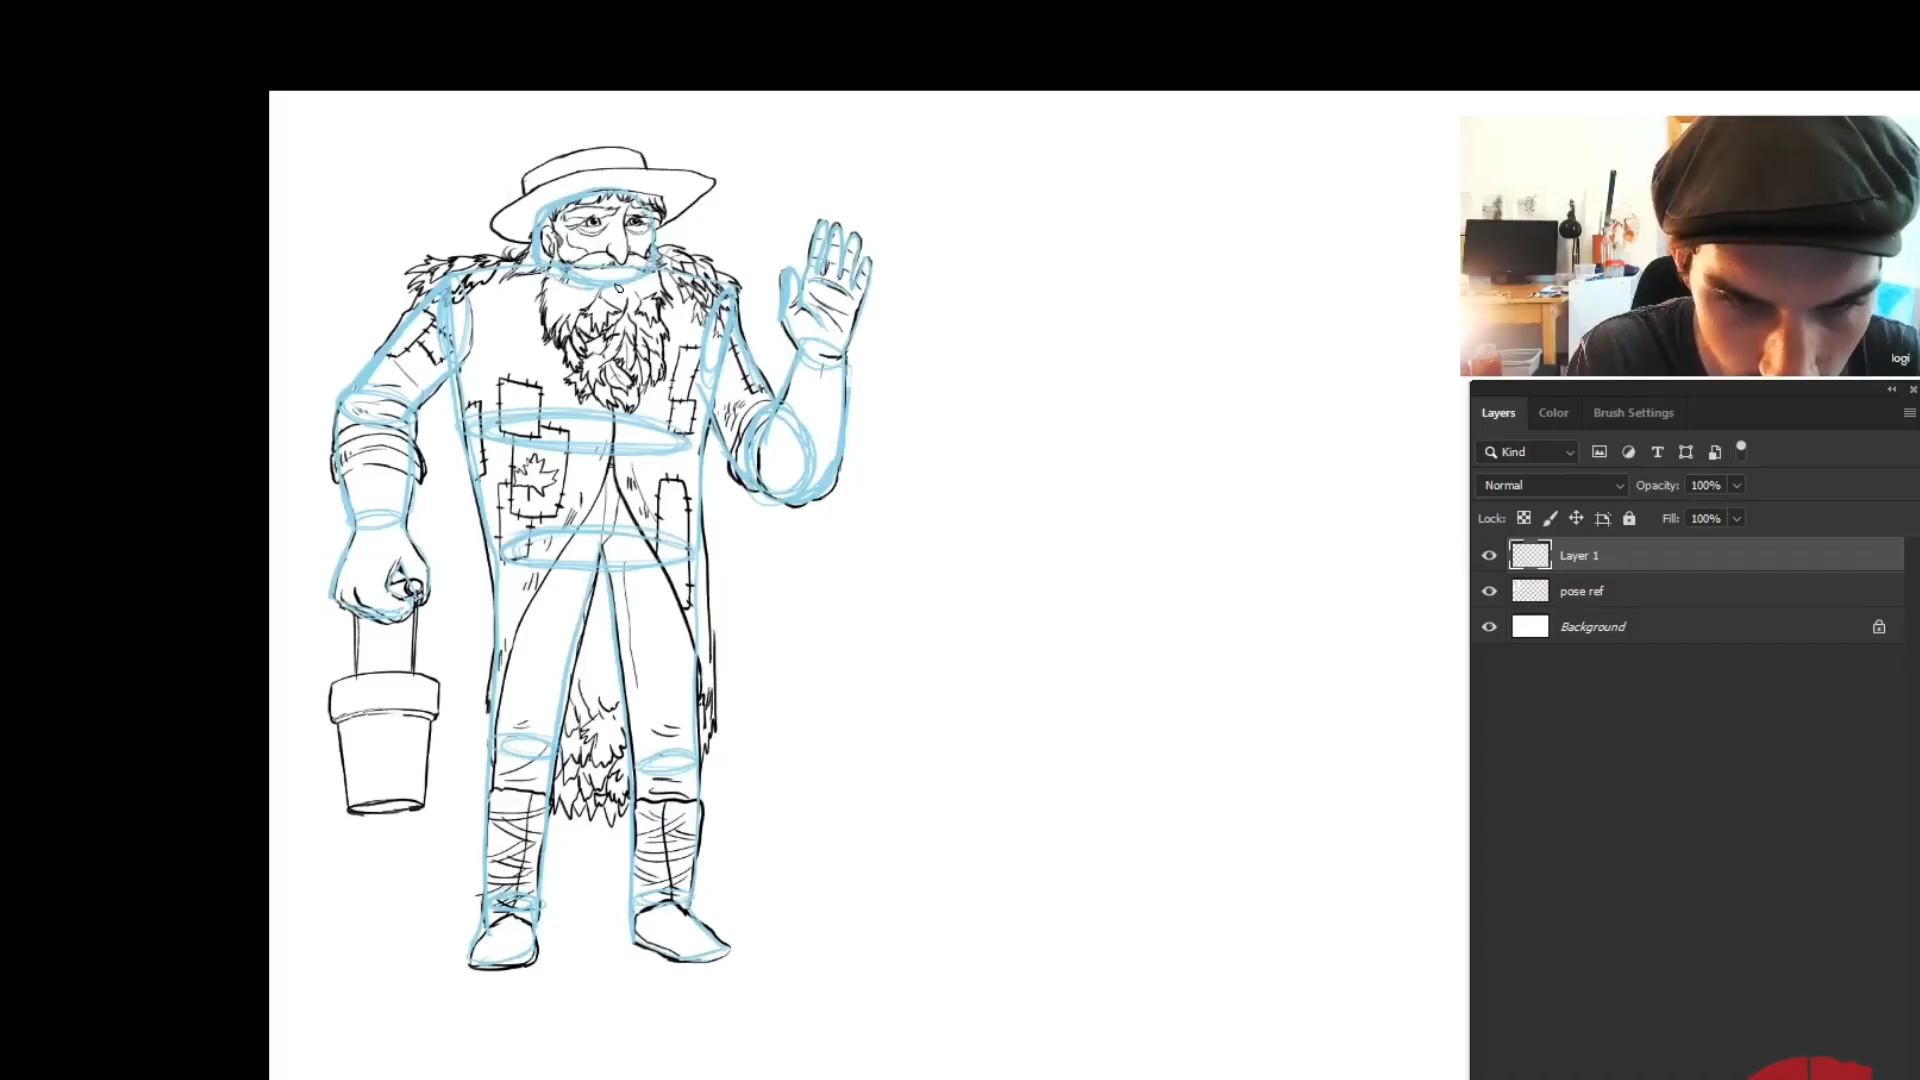 logi
Layers Color Brush Settings
Kind
Normal Opacity: 100%
Lock: Fill: 100%
Layer 1
pose ref
Background